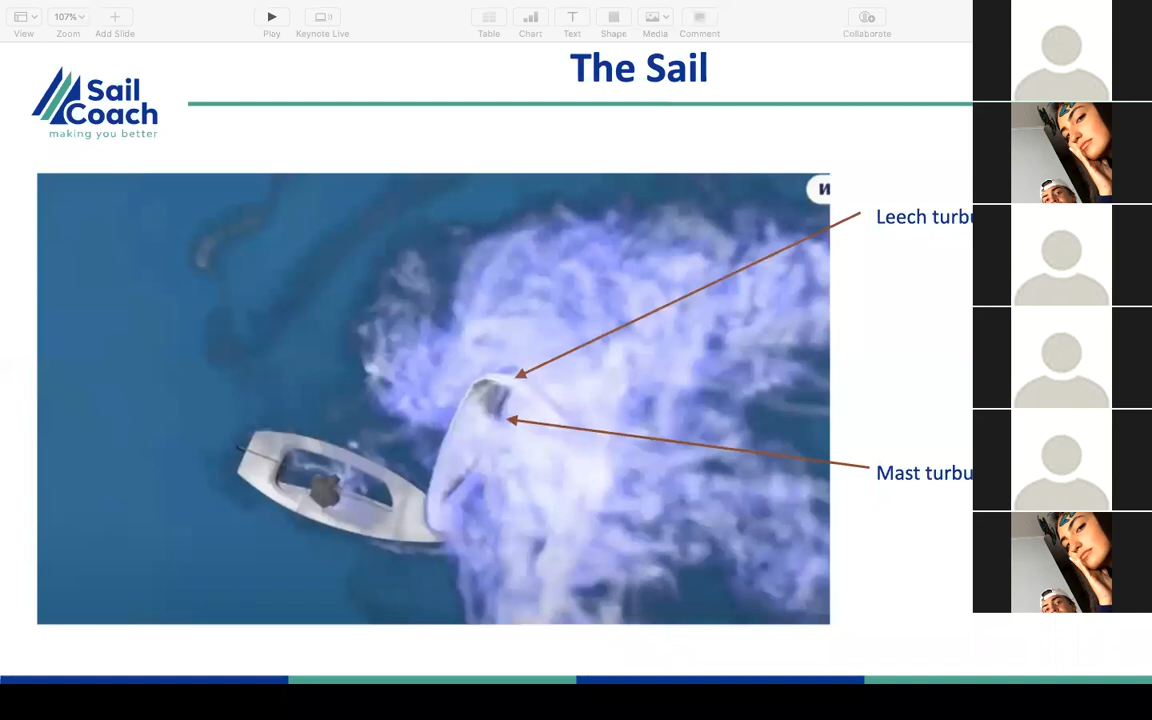 View
107%
Zoom
Add Slide
Play
Keynote Live
Table
Chart
Text
Shape
Media
Comment
Collaborate
The Sail
Sail
Coach
making you better
Leech turbu
Mast turbu